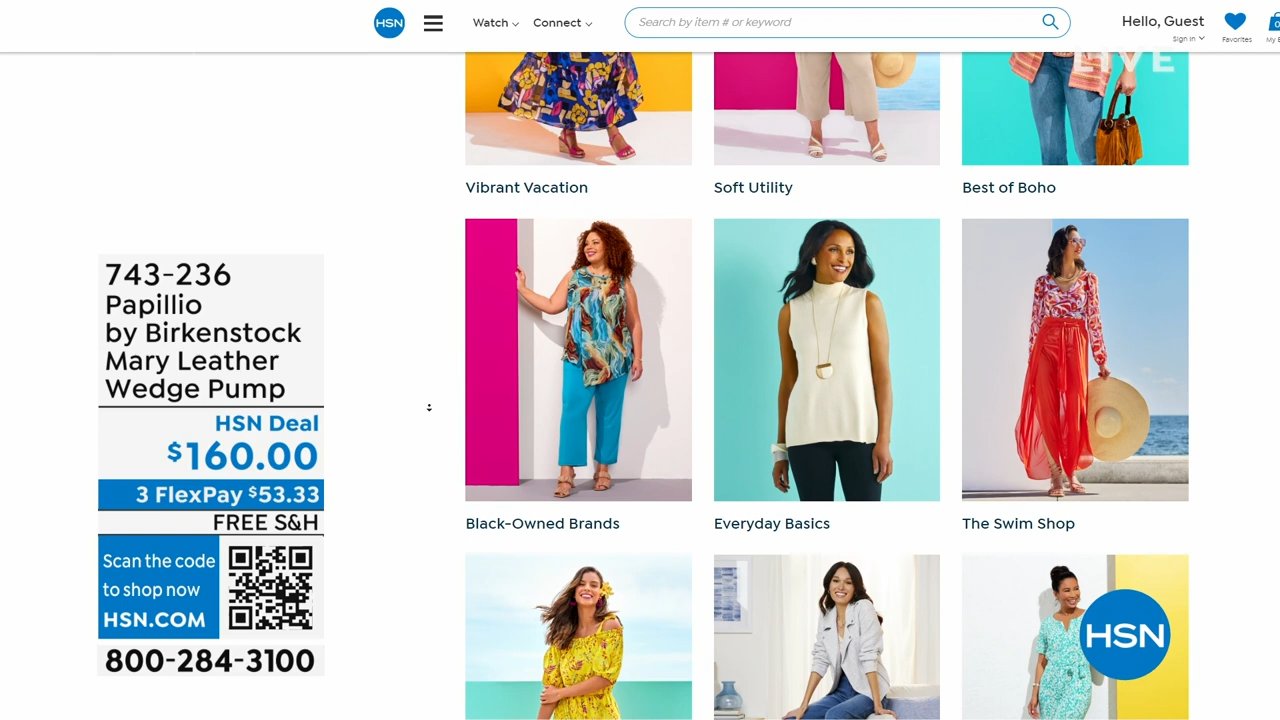 HSN
Watch
Connect
Search by item # or keyword
Hello, Guest
Sign In
Favorites
0
LIVE
Vibrant Vacation
Soft Utility
Best of Boho
743-236
Papillio
by Birkenstock
Mary Leather
Wedge Pump
HSN Deal
$160.00
3 FlexPay $53.33
FREE S&H
Scan the code
to shop now
HSN.COM
800-284-3100
Black-Owned Brands
Everyday Basics
The Swim Shop
HSN